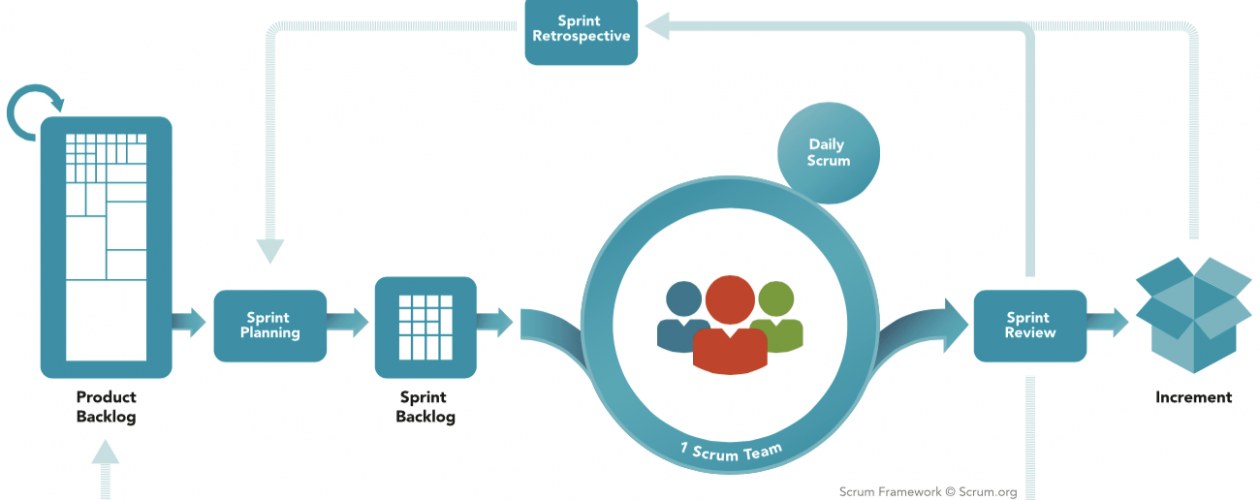 Sprint
Retrospective
Daily
Scrum
Sprint
Planning
Sprint
Review
Product
Backlog
Sprint
Backlog
Increment
1 Scrum Team
Scrum Framework © Scrum.org